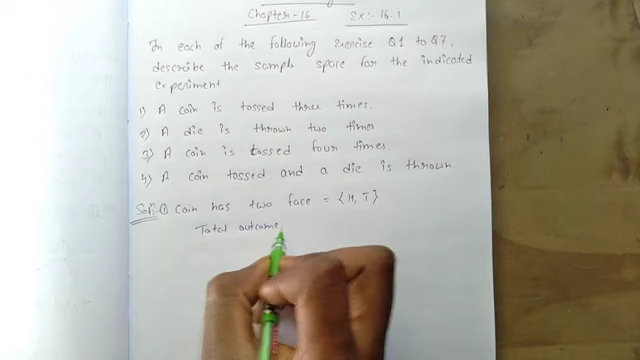 Chapter-16 Ex:- 16.1
In each of the following Exercise Q1 to Q7,
describe the sample space for the indicated
experiment
1) A coin is tossed three times.
2) A die is thrown two times
3) A coin is tossed four times.
4) A coin tossed and a die is thrown.
Sol:-① Coin has two face = {H, T}
Total outcome